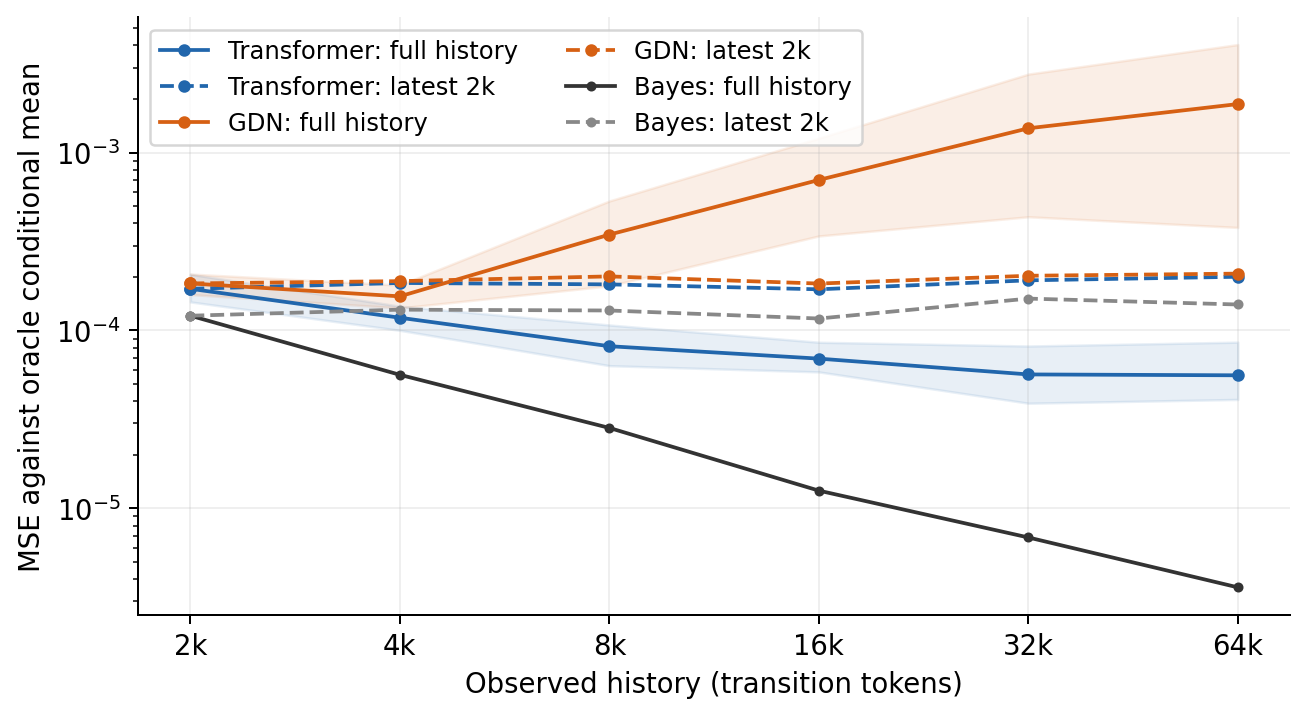 Transformer: full history
Transformer: latest 2k
GDN: full history
GDN: latest 2k
Bayes: full history
Bayes: latest 2k
MSE against oracle conditional mean
10⁻³
10⁻⁴
10⁻⁵
2k 4k 8k 16k 32k 64k
Observed history (transition tokens)